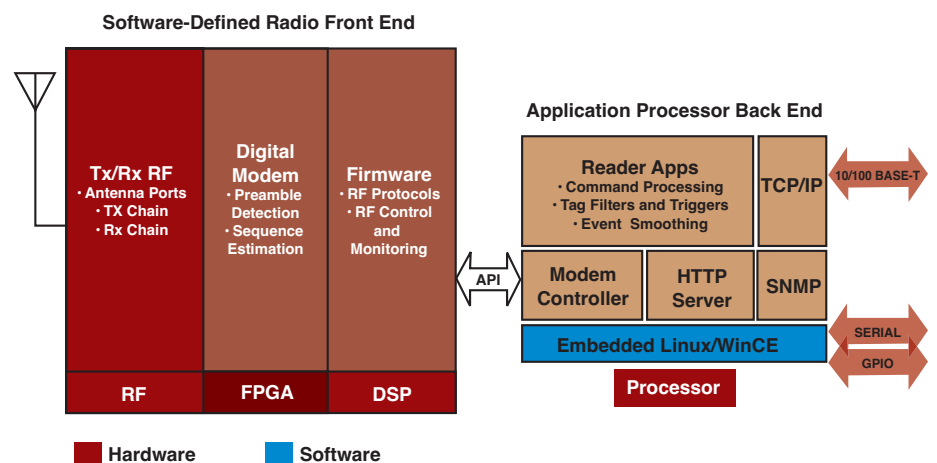 Software-Defined Radio Front End
Tx/Rx RF
• Antenna Ports
• TX Chain
• Rx Chain
Digital
Modem
• Preamble
Detection
• Sequence
Estimation
Firmware
• RF Protocols
• RF Control
and
Monitoring
RF
FPGA
DSP
API
Application Processor Back End
Reader Apps
• Command Processing
• Tag Filters and Triggers
• Event Smoothing
TCP/IP
10/100 BASE-T
Modem
Controller
HTTP
Server
SNMP
Embedded Linux/WinCE
SERIAL
GPIO
Processor
Hardware
Software